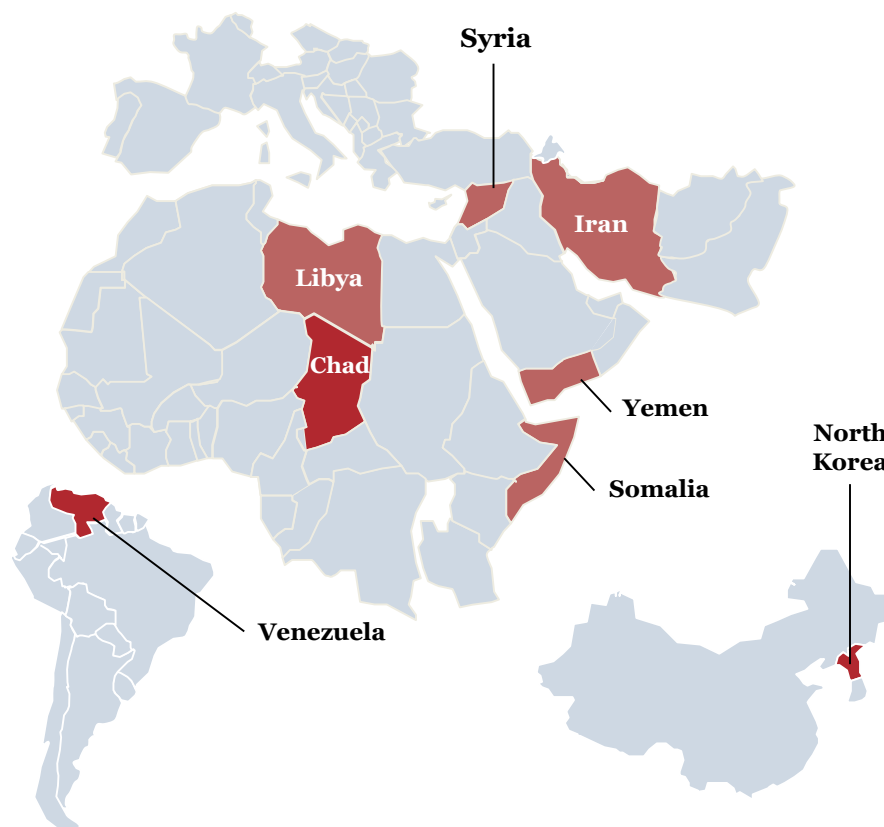 Syria
Iran
Libya
Chad
Yemen
North
Korea
Somalia
Venezuela